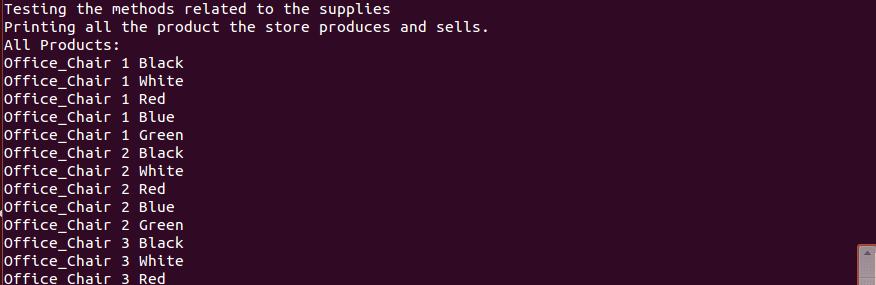 Testing the methods related to the supplies
Printing all the product the store produces and sells.
All Products:
Office_Chair 1 Black
Office_Chair 1 White
Office_Chair 1 Red
Office_Chair 1 Blue
Office_Chair 1 Green
Office_Chair 2 Black
Office_Chair 2 White
Office_Chair 2 Red
Office_Chair 2 Blue
Office_Chair 2 Green
Office_Chair 3 Black
Office_Chair 3 White
Office_Chair 3 Red